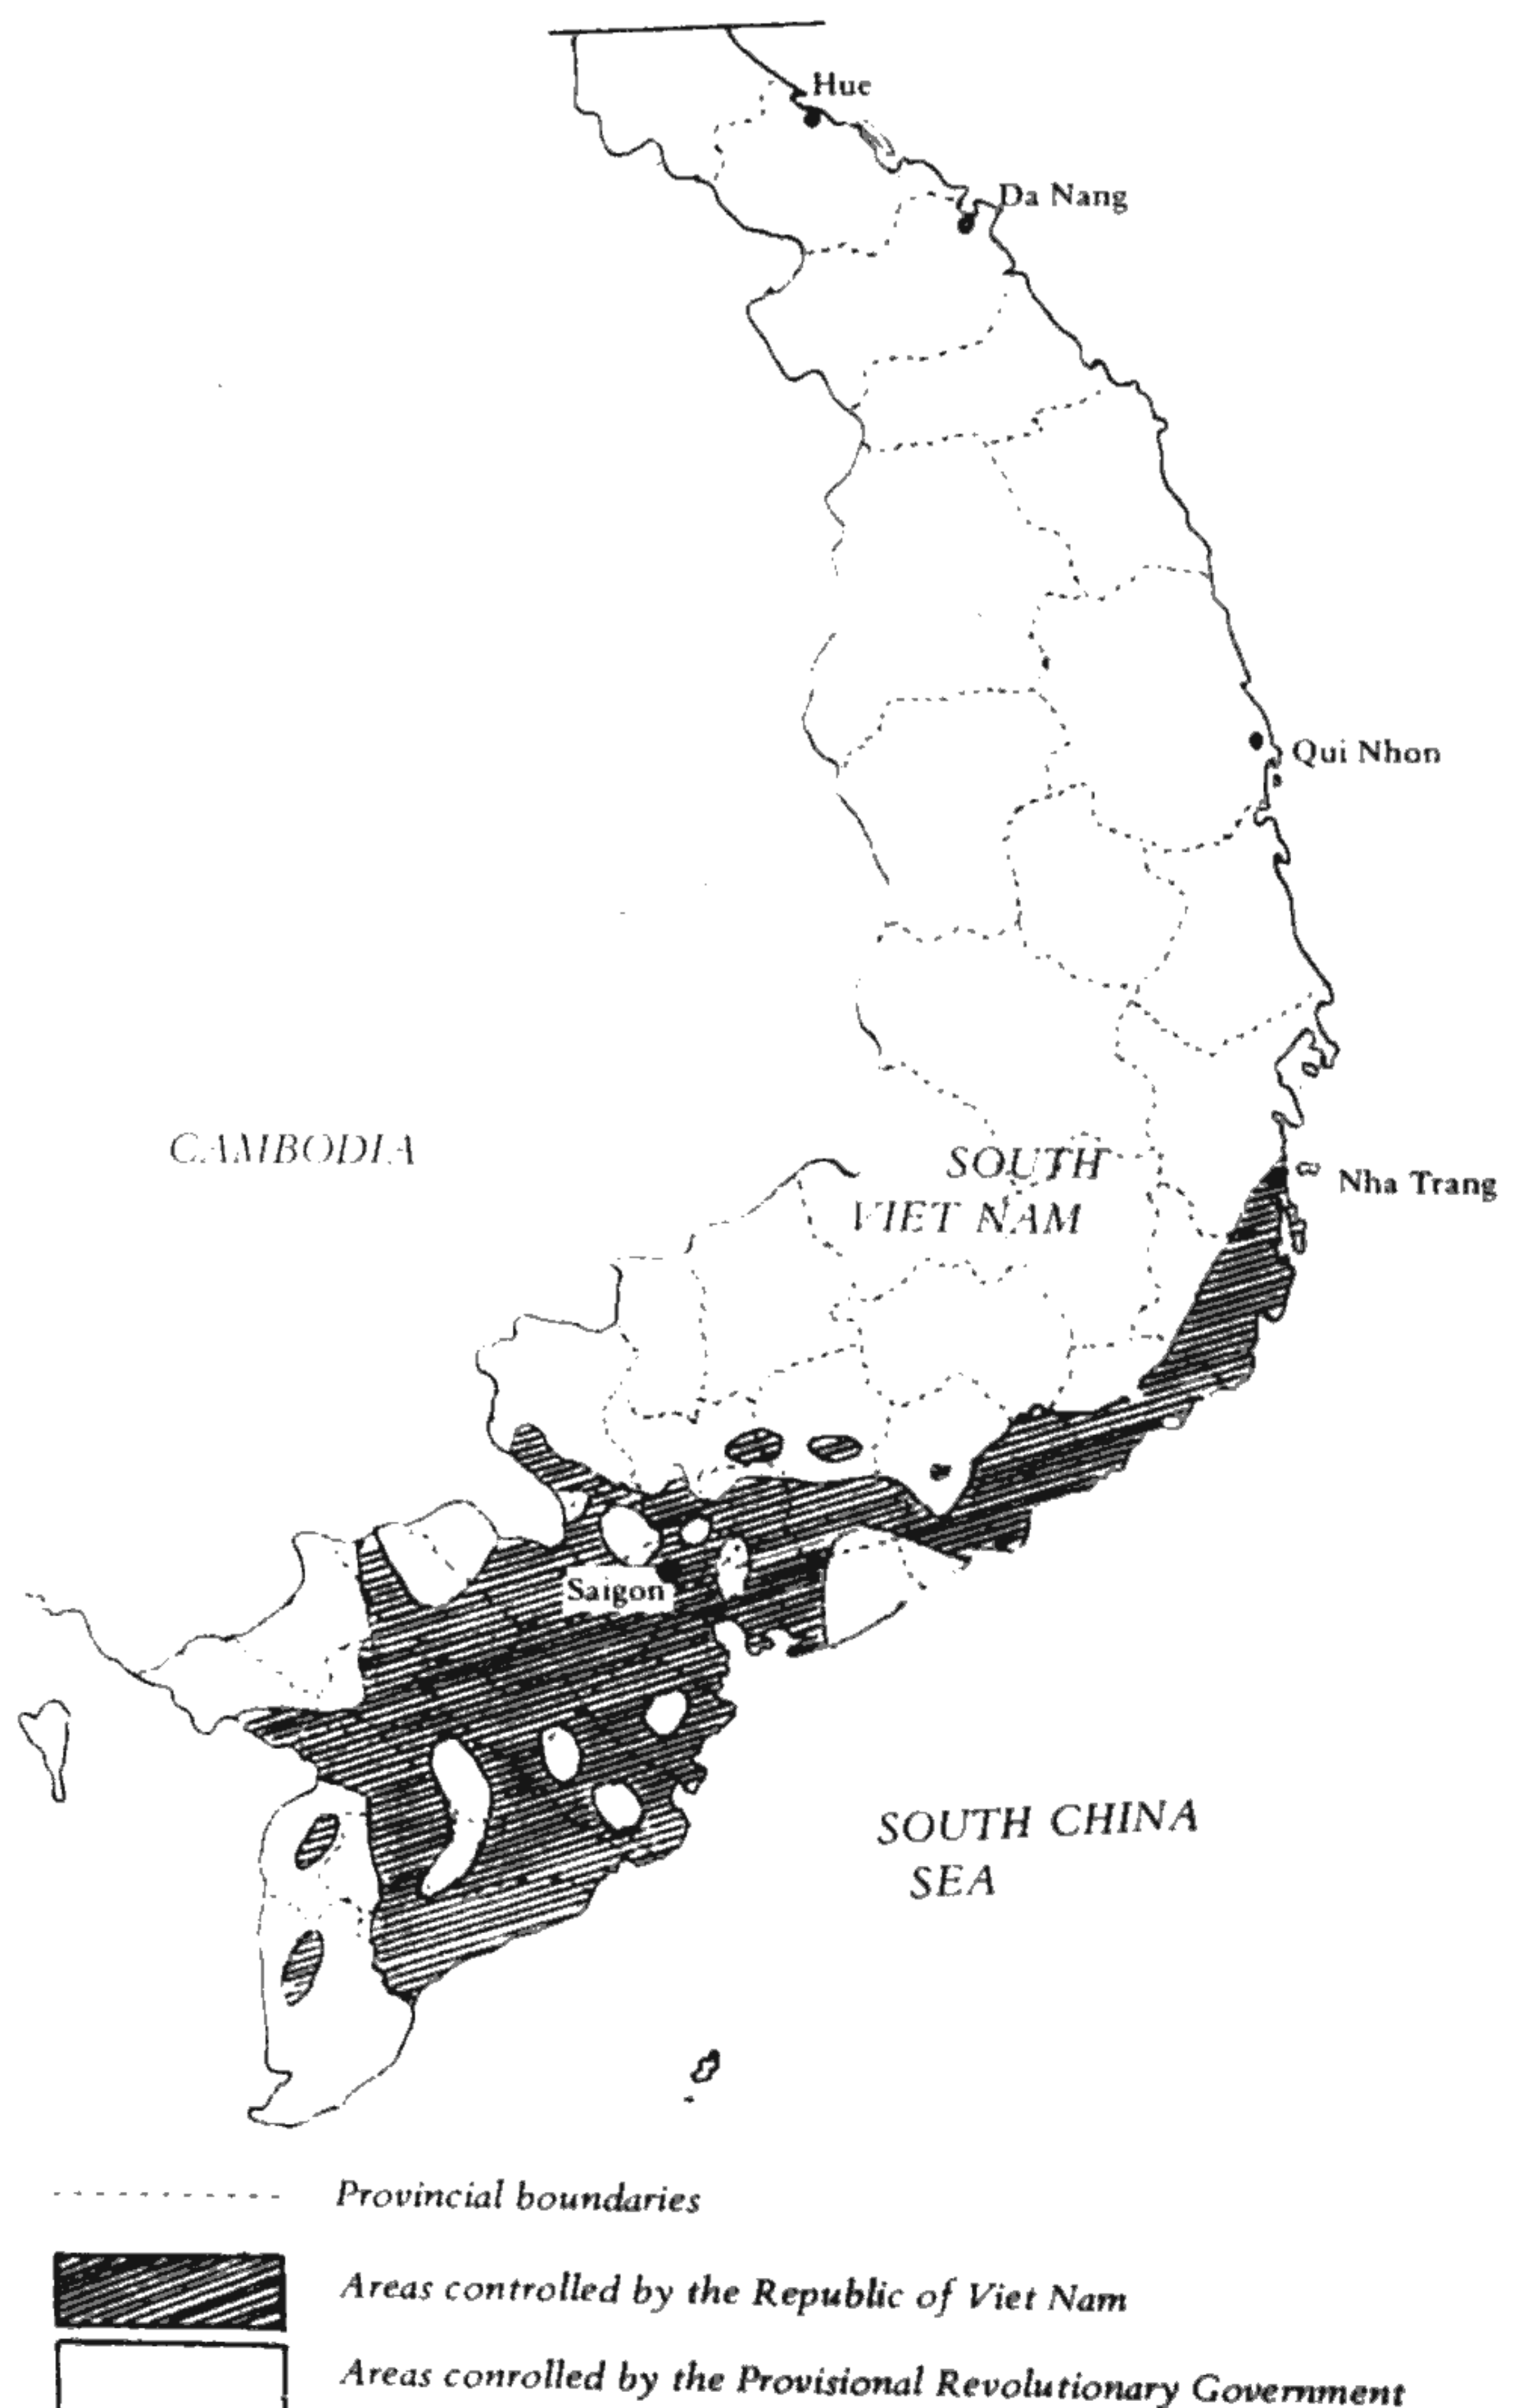 Hue
Da Nang
Qui Nhon
CAMBODIA
SOUTH
VIET NAM
Nha Trang
Saigon
SOUTH CHINA
SEA
Provincial boundaries
Areas controlled by the Republic of Viet Nam
Areas conrolled by the Provisional Revolutionary Government